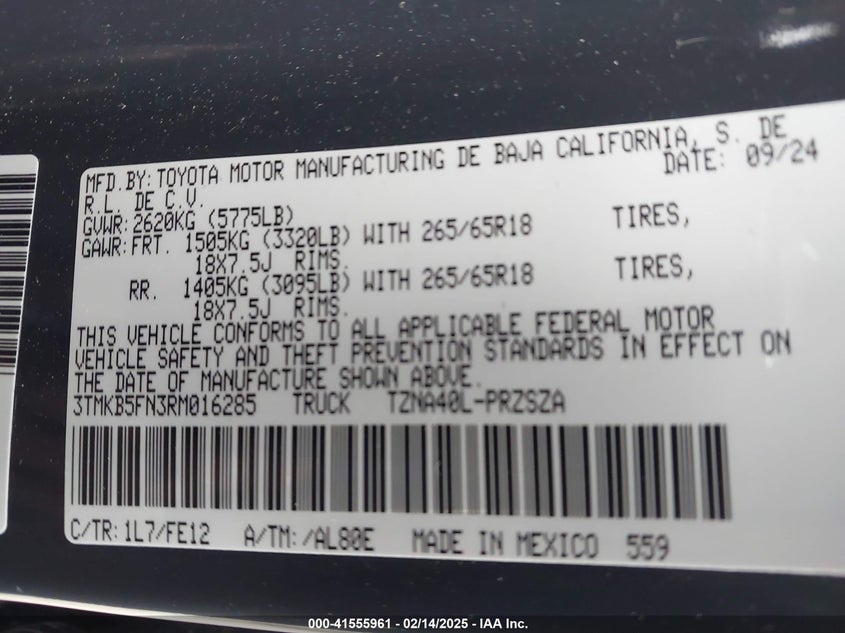 MFD.BY:TOYOTA MOTOR MANUFACTURING DE BAJA CALIFORNIA, S. DE
R.L. DE C.V. DATE: 09/24
GVWR:2620KG (5775LB)
GAWR:FRT. 1505KG (3320LB) WITH 265/65R18 TIRES,
18X7.5J RIMS.
RR. 1405KG (3095LB) WITH 265/65R18 TIRES,
18X7.5J RIMS.
THIS VEHICLE CONFORMS TO ALL APPLICABLE FEDERAL MOTOR
VEHICLE SAFETY AND THEFT PREVENTION STANDARDS IN EFFECT ON
THE DATE OF MANUFACTURE SHOWN ABOVE.
3TMKB5FN3RM016285 TRUCK TZNA40L-PRZSZA
C/TR:1L7/FE12 A/TM:/AL80E MADE IN MEXICO 559
000-41555961 - 02/14/2025 - IAA Inc.